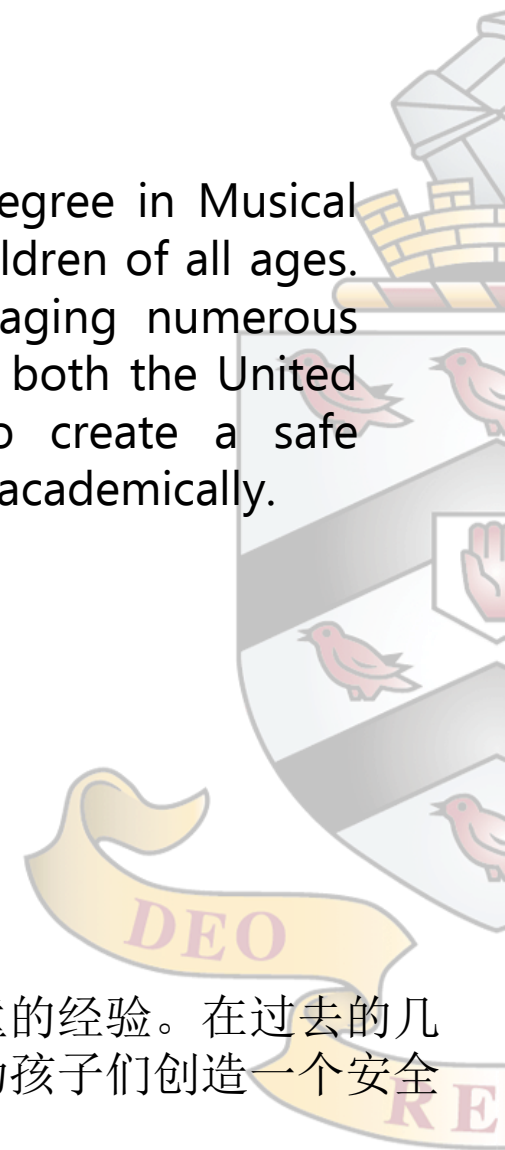 egree in Musical
ldren of all ages.
aging numerous
both the United
create a safe
academically.
DEO
的经验。在过去的几
孩子们创造一个安全
RE